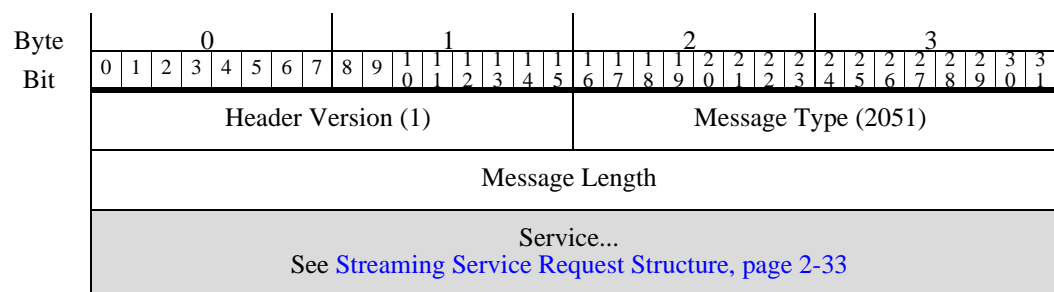 Byte 0 1 2 3
Bit 0 1 2 3 4 5 6 7 8 9 10 11 12 13 14 15 16 17 18 19 20 21 22 23 24 25 26 27 28 29 30 31
Header Version (1) Message Type (2051)
Message Length
Service...
See Streaming Service Request Structure, page 2-33